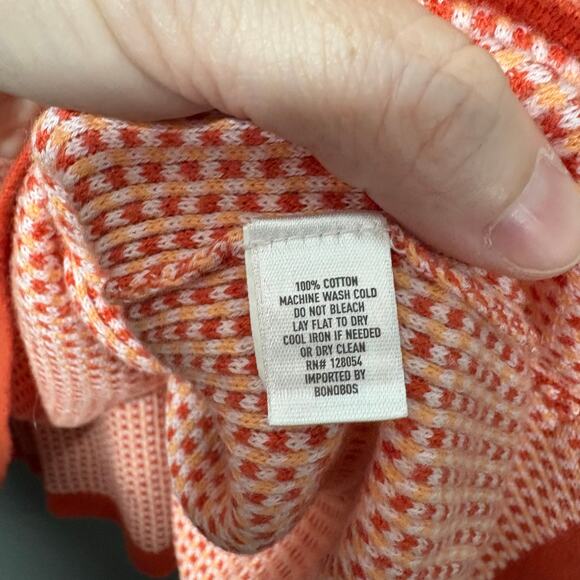 100% COTTON
MACHINE WASH COLD
DO NOT BLEACH
LAY FLAT TO DRY
COOL IRON IF NEEDED
OR DRY CLEAN
RN# 128054
IMPORTED BY
BONOBOS